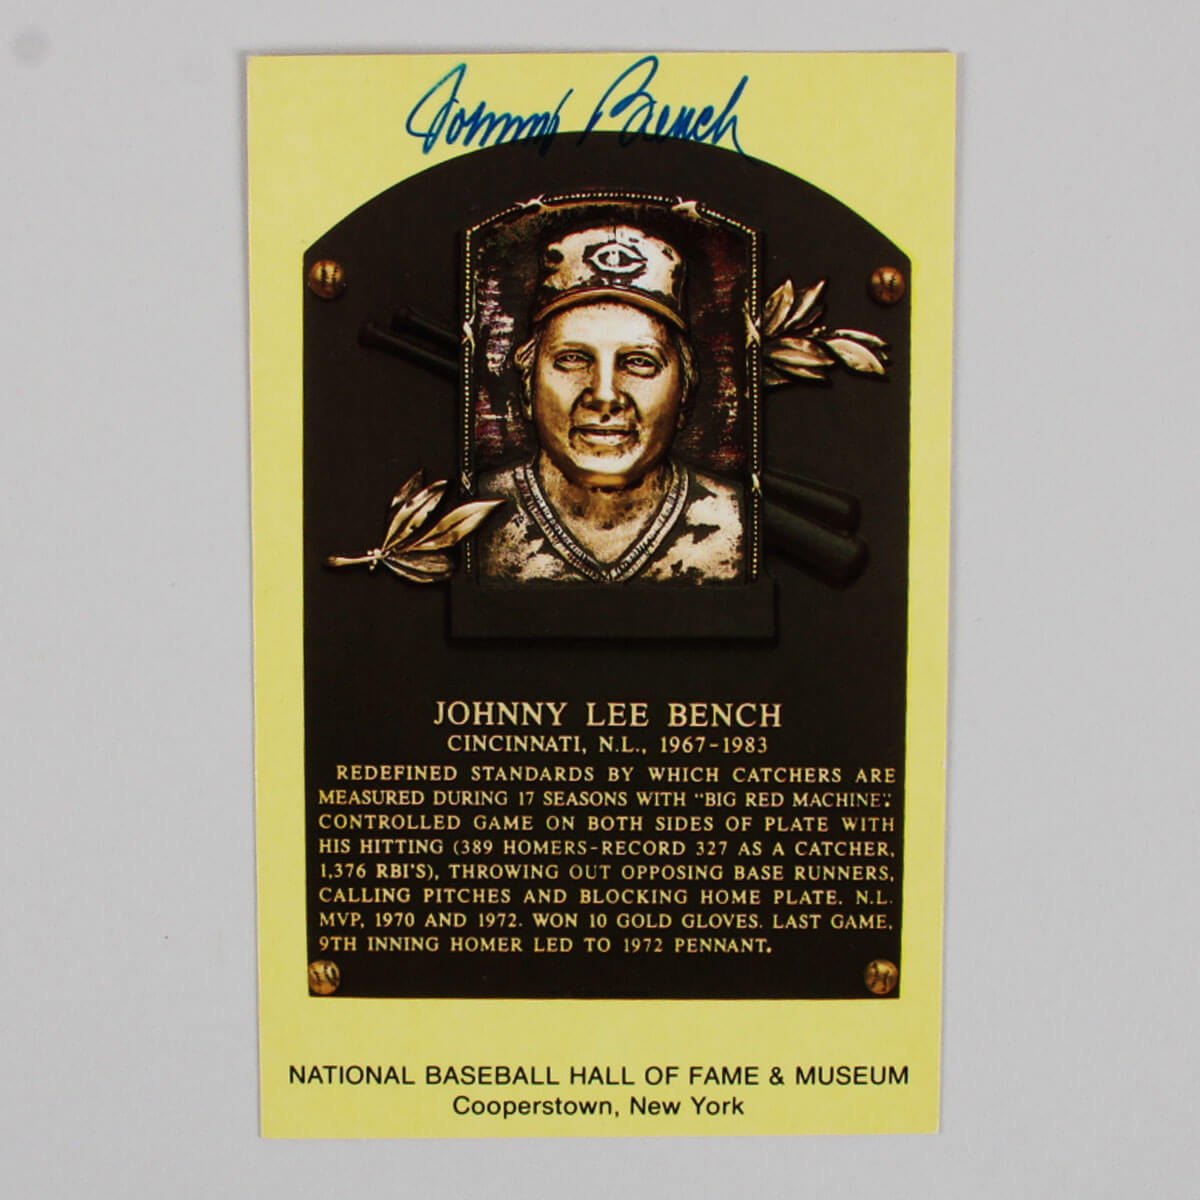 Johnny Bench
C
JOHNNY LEE BENCH
CINCINNATI, N.L., 1967-1983
REDEFINED STANDARDS BY WHICH CATCHERS ARE
MEASURED DURING 17 SEASONS WITH "BIG RED MACHINE".
CONTROLLED GAME ON BOTH SIDES OF PLATE WITH
HIS HITTING (389 HOMERS-RECORD 327 AS A CATCHER,
1,376 RBI'S), THROWING OUT OPPOSING BASE RUNNERS,
CALLING PITCHES AND BLOCKING HOME PLATE. N.L.
MVP, 1970 AND 1972. WON 10 GOLD GLOVES. LAST GAME,
9TH INNING HOMER LED TO 1972 PENNANT.
NATIONAL BASEBALL HALL OF FAME & MUSEUM
Cooperstown, New York